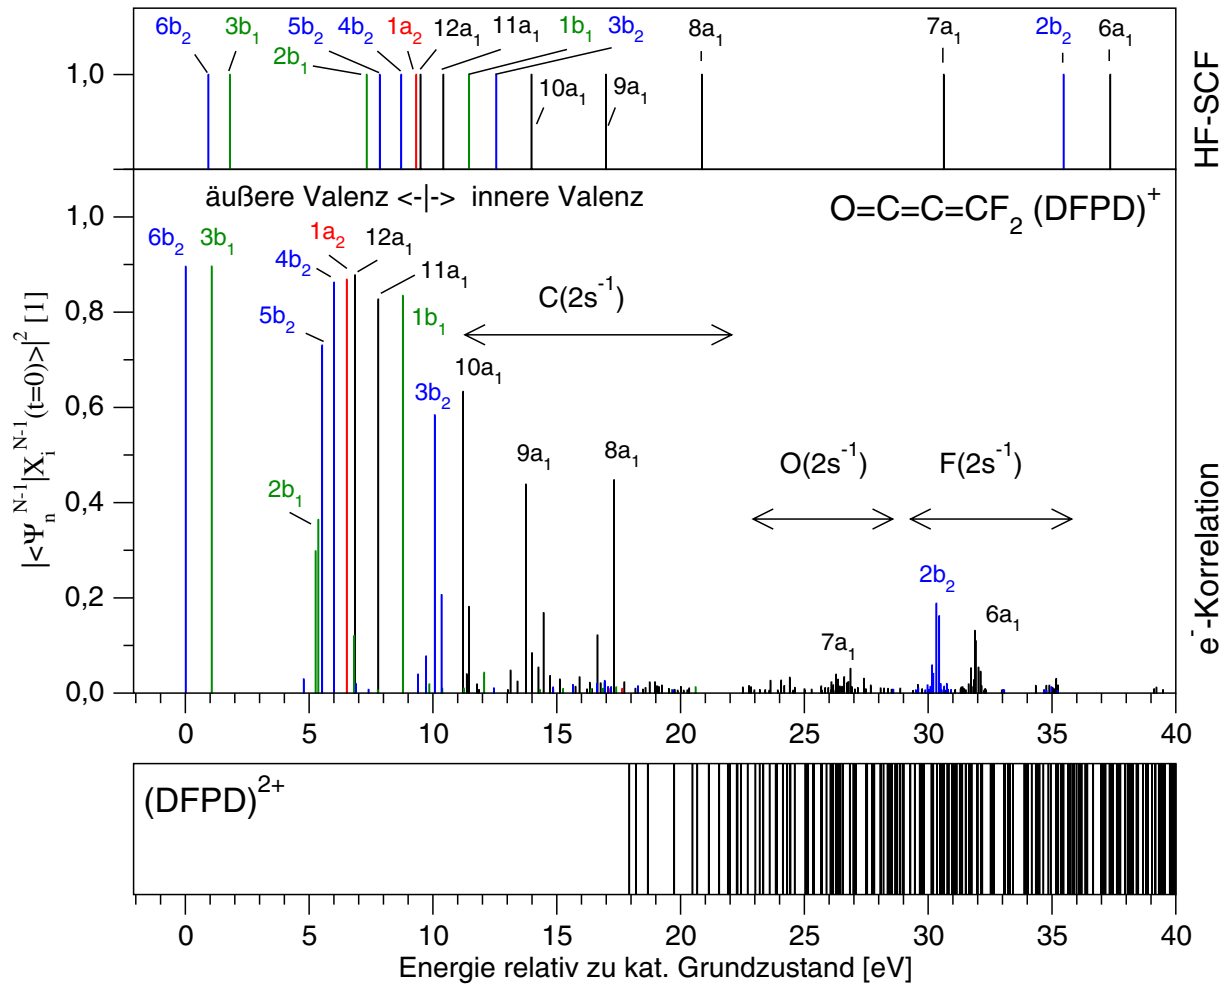 6b₂ 3b₁ 5b₂ 4b₂ 1a₂ 12a₁ 11a₁ 1b₁ 3b₂ 8a₁ 7a₁ 2b₂ 6a₁
2b₁
10a₁ 9a₁
1,0
HF-SCF
äußere Valenz <-|-> innere Valenz
O=C=C=CF₂ (DFPD)⁺
1,0
0,8
0,6
0,4
0,2
0,0
|<Ψₙᴺ⁻¹|Xᵢᴺ⁻¹(t=0)>|² [1]
6b₂ 3b₁ 1a₂ 12a₁
4b₂ 11a₁
5b₂ 1b₁
C(2s⁻¹)
10a₁
3b₂
9a₁ 8a₁
O(2s⁻¹) F(2s⁻¹)
2b₁
2b₂
7a₁ 6a₁
e⁻-Korrelation
0 5 10 15 20 25 30 35 40
(DFPD)²⁺
0 5 10 15 20 25 30 35 40
Energie relativ zu kat. Grundzustand [eV]